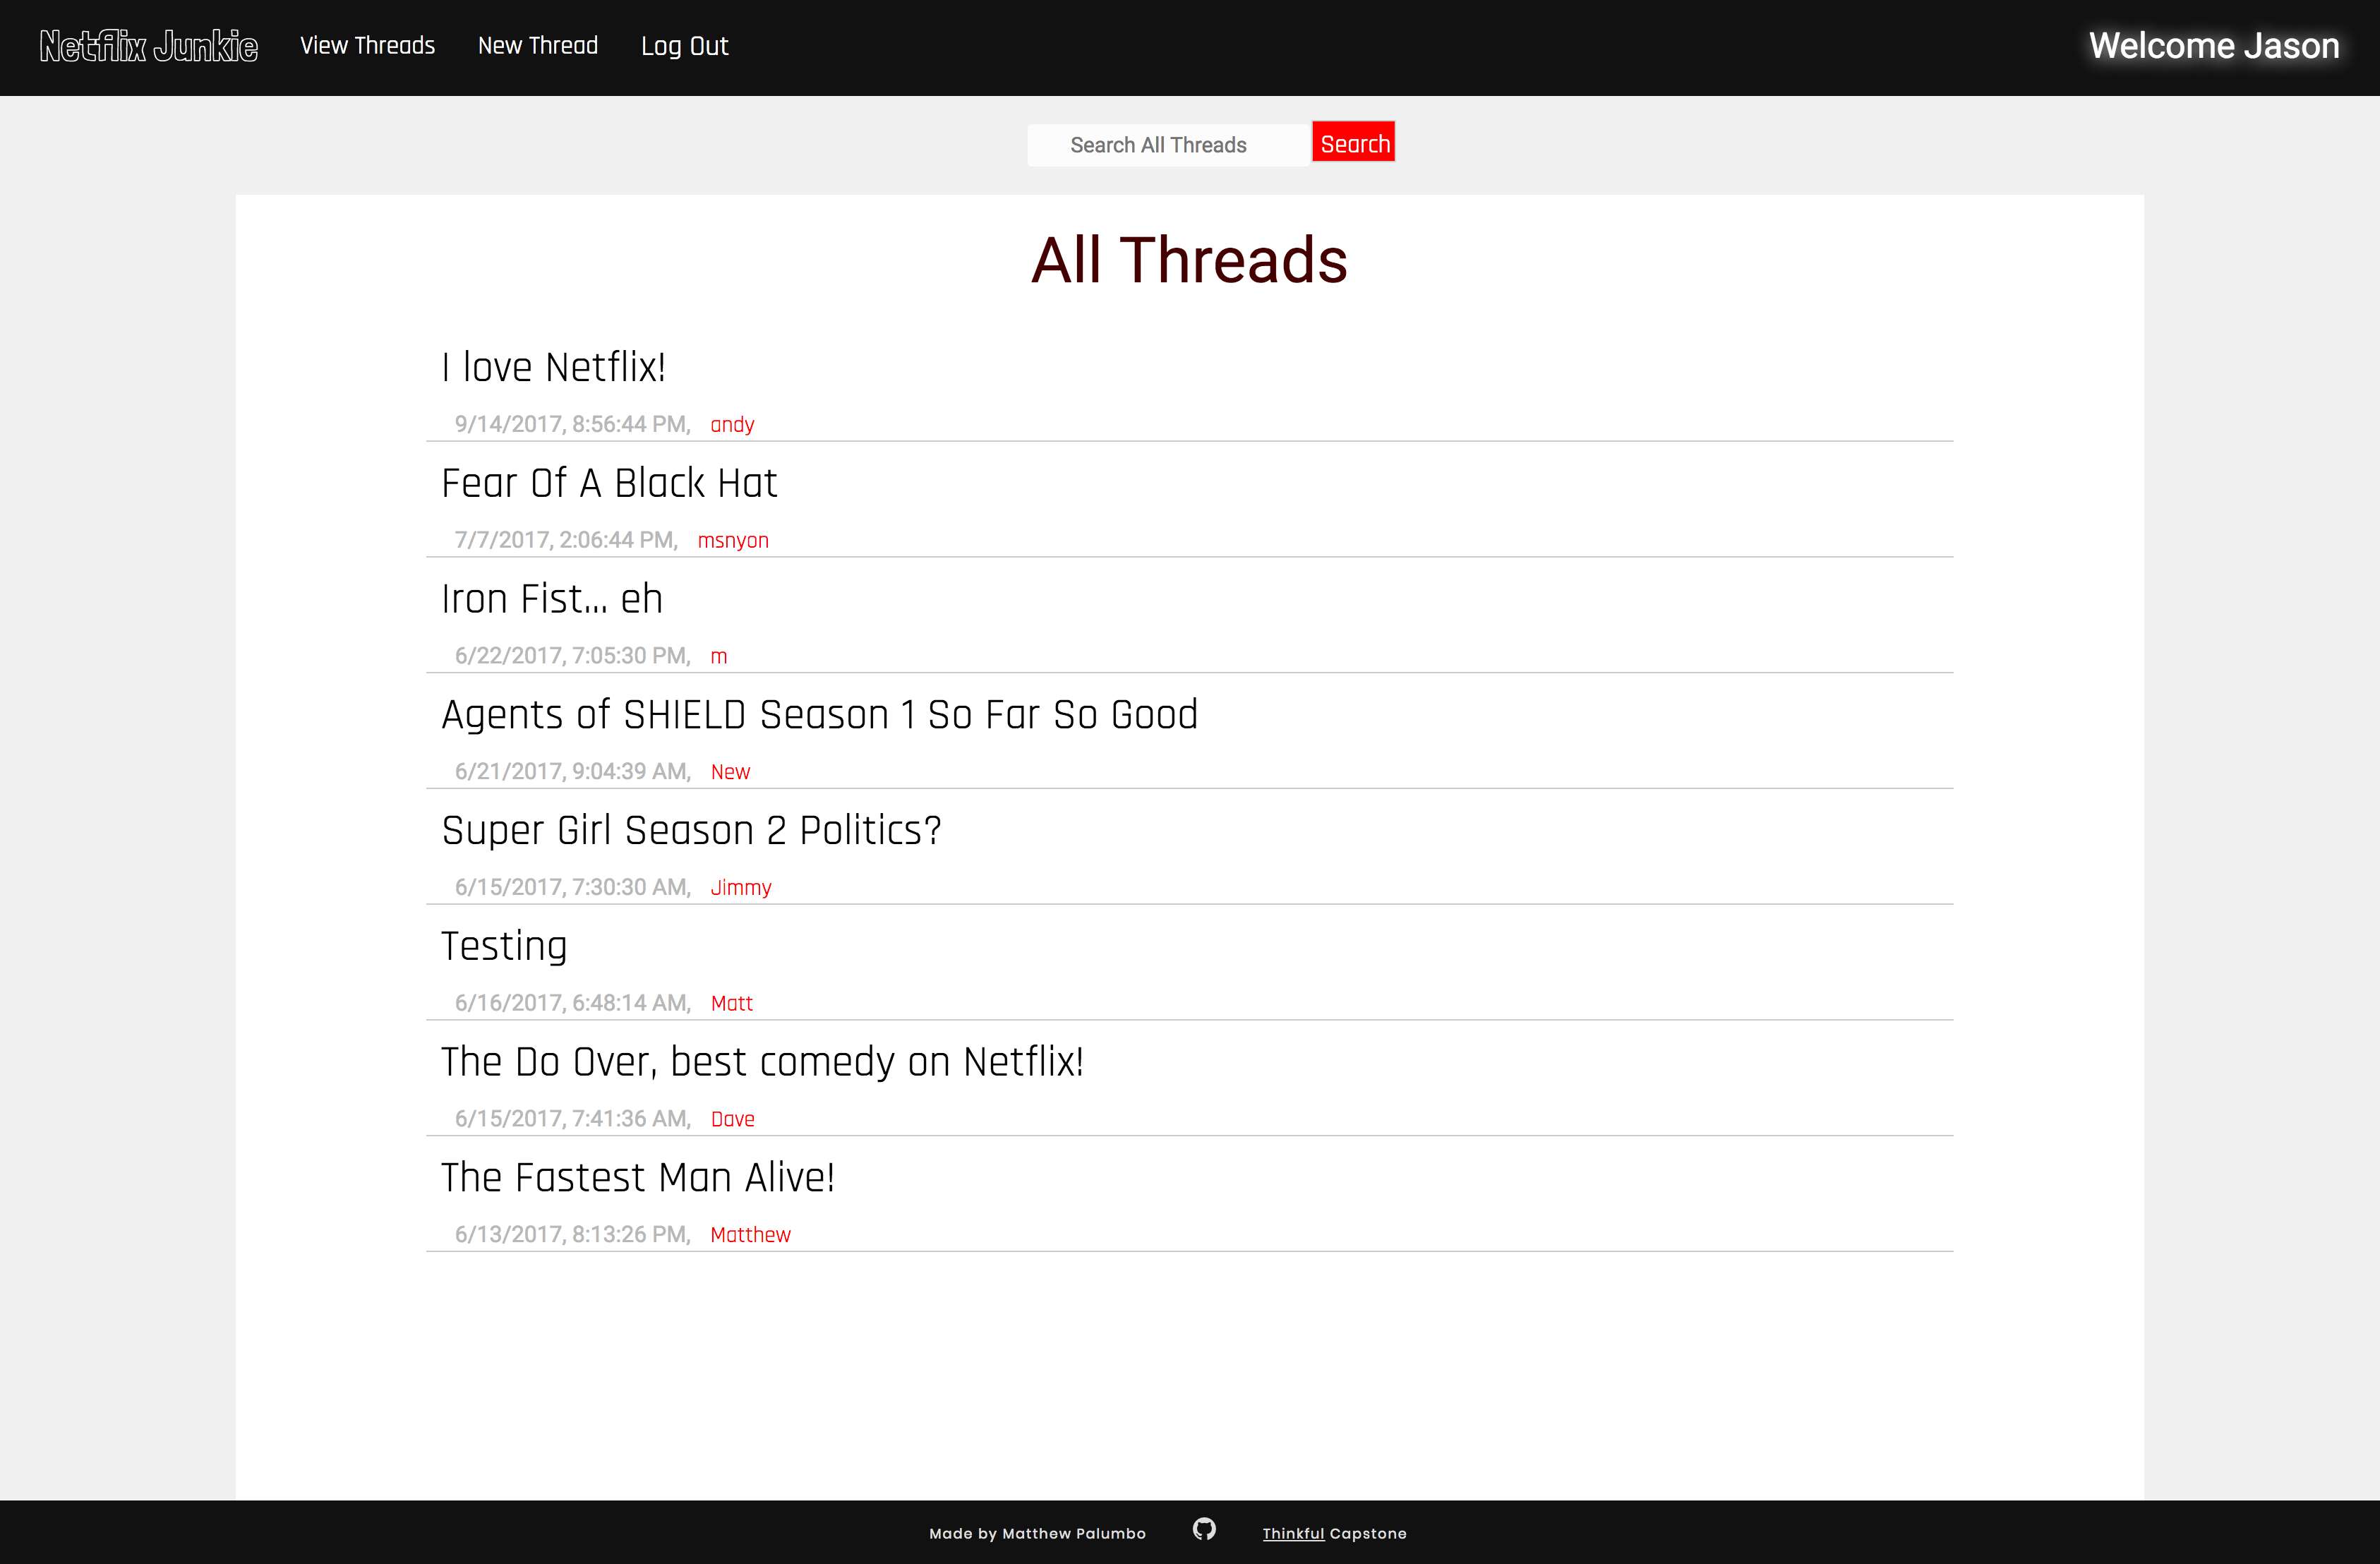 Netflix Junkie View Threads New Thread Log Out Welcome Jason
Search All Threads Search
All Threads
I love Netflix!
9/14/2017, 8:56:44 PM, andy
Fear Of A Black Hat
7/7/2017, 2:06:44 PM, msnyon
Iron Fist... eh
6/22/2017, 7:05:30 PM, m
Agents of SHIELD Season 1 So Far So Good
6/21/2017, 9:04:39 AM, New
Super Girl Season 2 Politics?
6/15/2017, 7:30:30 AM, Jimmy
Testing
6/16/2017, 6:48:14 AM, Matt
The Do Over, best comedy on Netflix!
6/15/2017, 7:41:36 AM, Dave
The Fastest Man Alive!
6/13/2017, 8:13:26 PM, Matthew
Made by Matthew Palumbo Thinkful Capstone